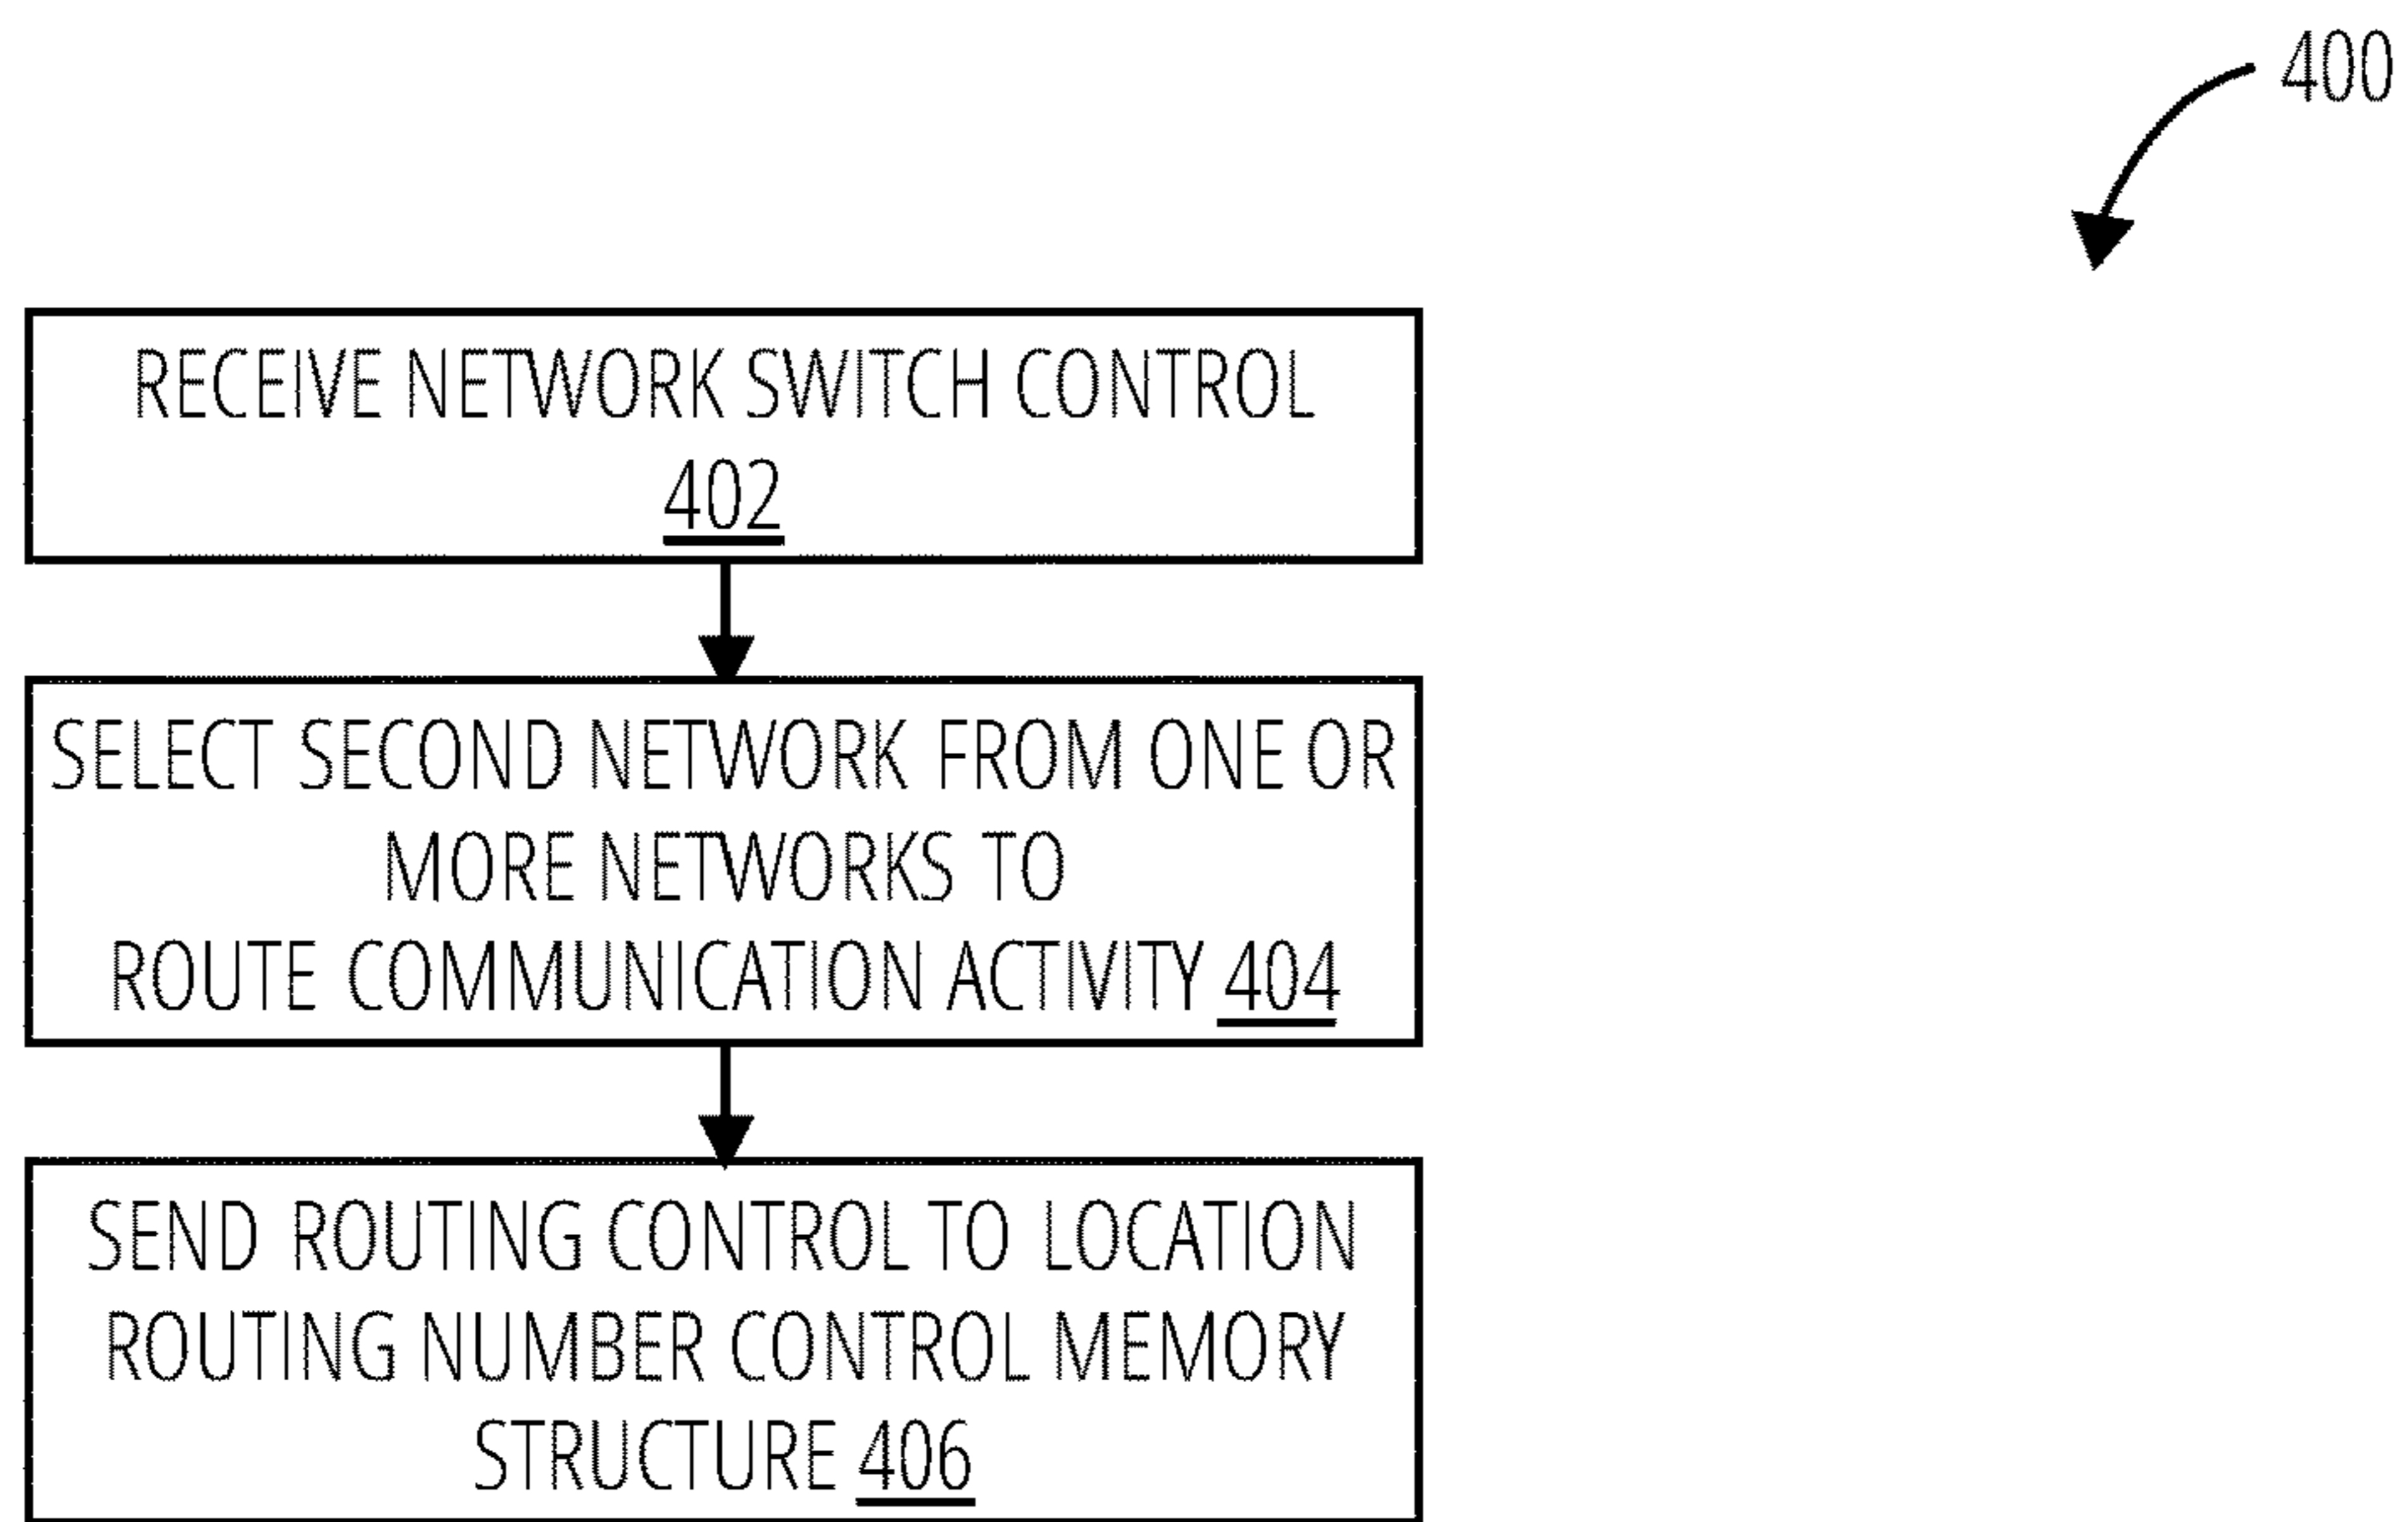 400
RECEIVE NETWORK SWITCH CONTROL
402
SELECT SECOND NETWORK FROM ONE OR
MORE NETWORKS TO
ROUTE COMMUNICATION ACTIVITY 404
SEND ROUTING CONTROL TO LOCATION
ROUTING NUMBER CONTROL MEMORY
STRUCTURE 406